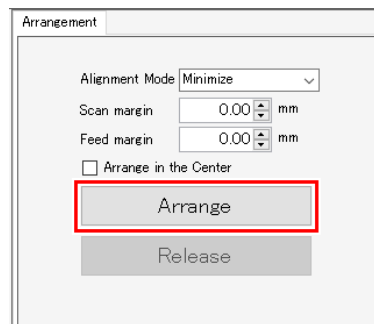 Arrangement
Alignment Mode Minimize
Scan margin 0.00 mm
Feed margin 0.00 mm
Arrange in the Center
Arrange
Release